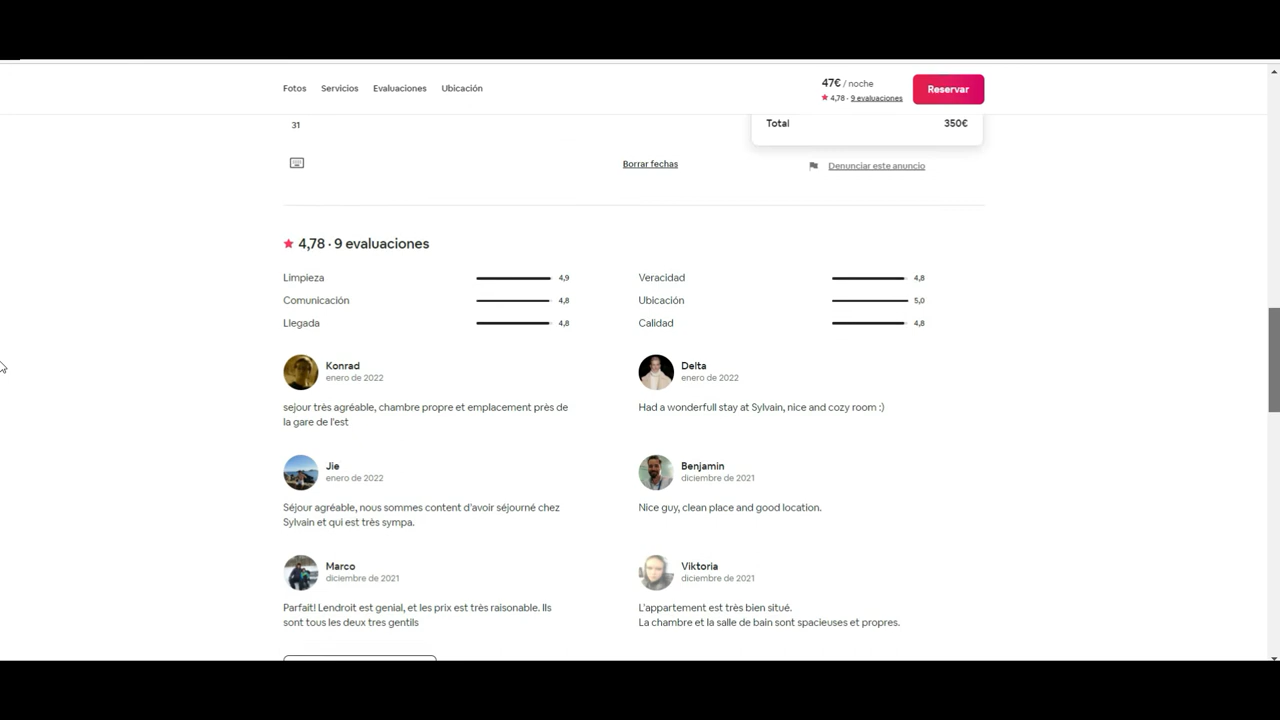 Fotos Servicios Evaluaciones Ubicación
47€ / noche
4,78 · 9 evaluaciones
Reservar
31
Total 350€
Borrar fechas
Denunciar este anuncio
4,78 · 9 evaluaciones
Limpieza 4,9
Veracidad 4,8
Comunicación 4,8
Ubicación 5,0
Llegada 4,8
Calidad 4,8
Konrad
enero de 2022
sejour très agréable, chambre propre et emplacement près de
la gare de l'est
Delta
enero de 2022
Had a wonderfull stay at Sylvain, nice and cozy room :)
Jie
enero de 2022
Séjour agréable, nous sommes content d'avoir séjourné chez
Sylvain et qui est très sympa.
Benjamin
diciembre de 2021
Nice guy, clean place and good location.
Marco
diciembre de 2021
Parfait! Lendroit est genial, et les prix est très raisonable. Ils
sont tous les deux tres gentils
Viktoria
diciembre de 2021
L'appartement est très bien situé.
La chambre et la salle de bain sont spacieuses et propres.